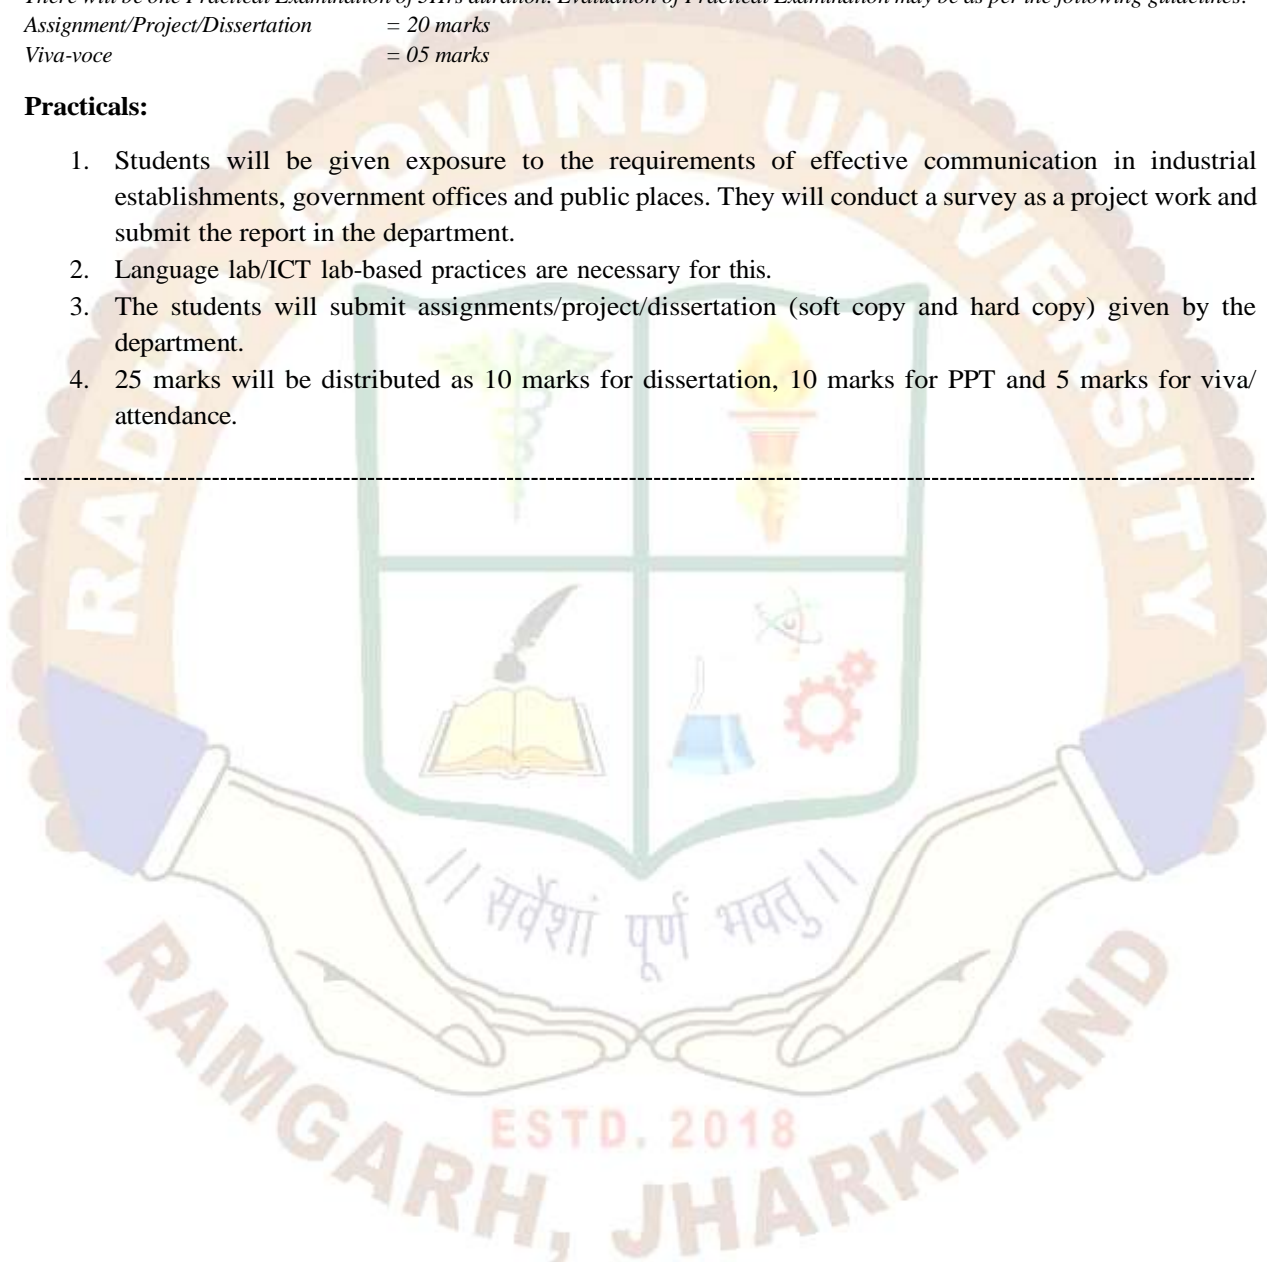 There will be one Practical Examination of 3Hrs duration. Evaluation of Practical Examination may be as per the following guidelines:
Assignment/Project/Dissertation = 20 marks
Viva-voce = 05 marks
Practicals:
1. Students will be given exposure to the requirements of effective communication in industrial
establishments, government offices and public places. They will conduct a survey as a project work and
submit the report in the department.
2. Language lab/ICT lab-based practices are necessary for this.
3. The students will submit assignments/project/dissertation (soft copy and hard copy) given by the
department.
4. 25 marks will be distributed as 10 marks for dissertation, 10 marks for PPT and 5 marks for viva/
attendance.
RADHA GOVIND UNIVERSITY
|| सर्वेशां पूर्ण भवतु ||
ESTD. 2018
RAMGARH, JHARKHAND